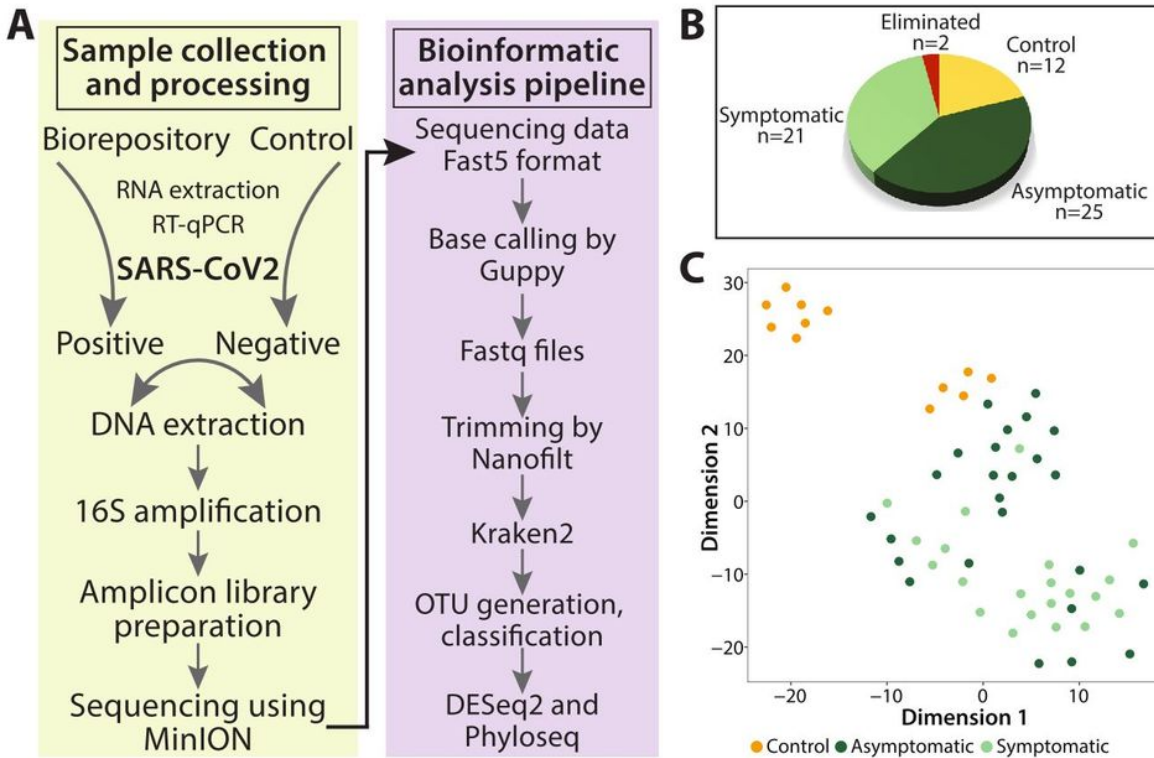 A
Sample collection
and processing
Biorepository Control
RNA extraction
RT-qPCR
SARS-CoV2
Positive Negative
DNA extraction
16S amplification
Amplicon library
preparation
Sequencing using
MinION
Bioinformatic
analysis pipeline
Sequencing data
Fast5 format
Base calling by
Guppy
Fastq files
Trimming by
Nanofilt
Kraken2
OTU generation,
classification
DESeq2 and
Phyloseq
B
Eliminated
n=2
Control
n=12
Symptomatic
n=21
Asymptomatic
n=25
C
Dimension 2
30
20
10
0
−10
−20
−20 −10 0 10
Dimension 1
Control Asymptomatic Symptomatic